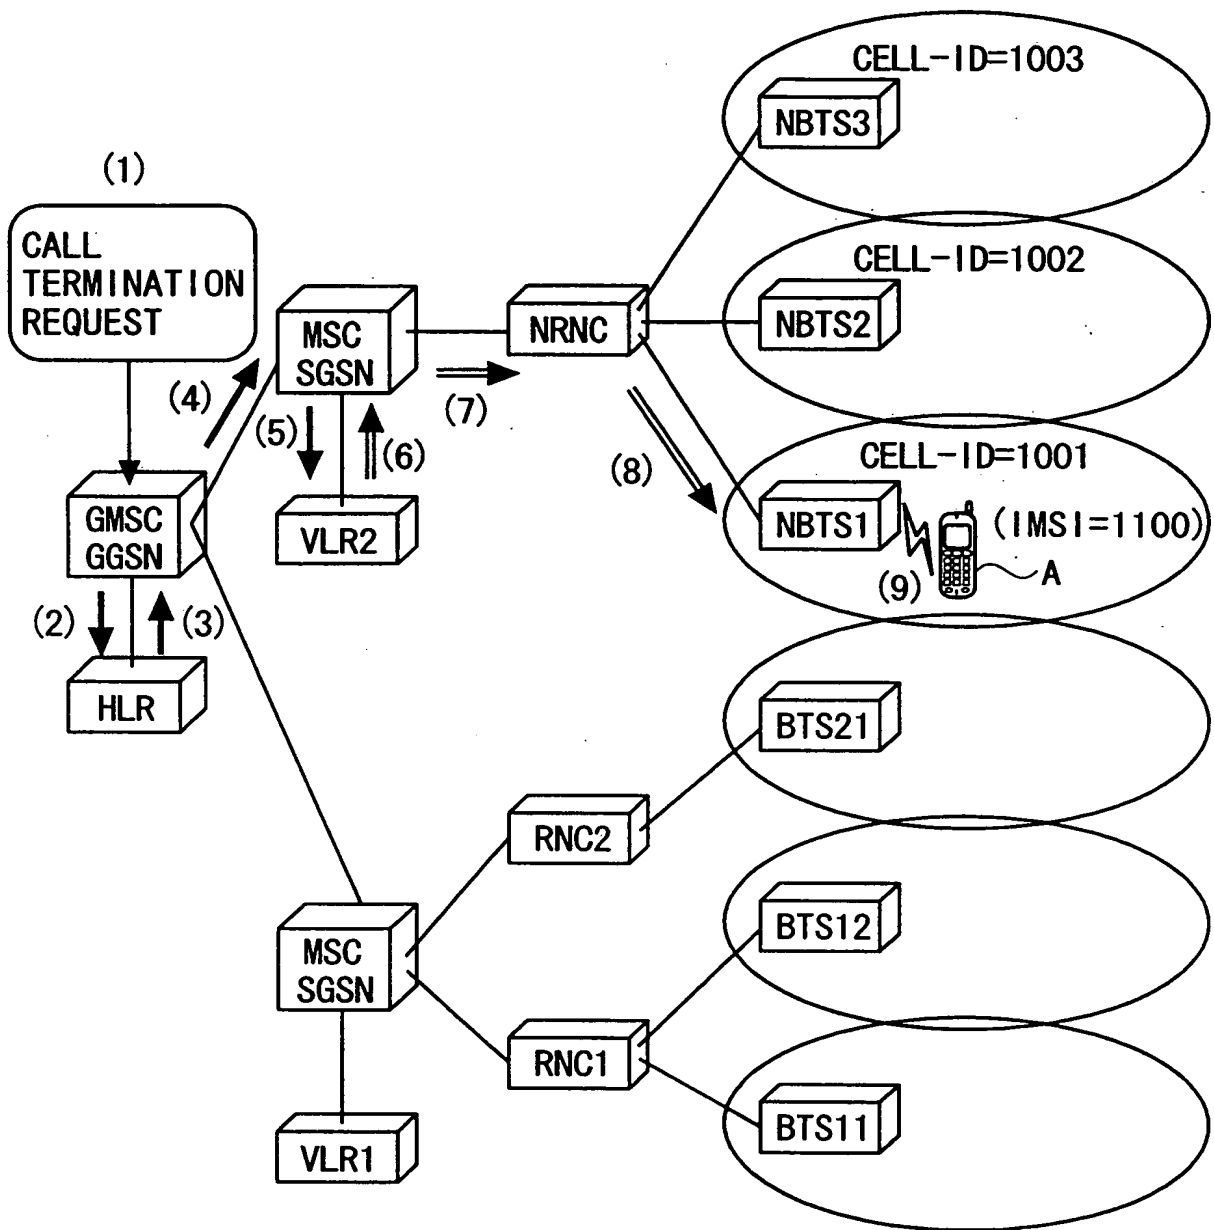 CELL-ID=1003
NBTS3
(1)
CALL
TERMINATION
REQUEST
CELL-ID=1002
NBTS2
MSC
SGSN
NRNC
(4)
(5)
(6)
(7)
(8)
VLR2
CELL-ID=1001
NBTS1
(IMSI=1100)
(9)
A
GMSC
GGSN
(2)
(3)
HLR
BTS21
RNC2
BTS12
MSC
SGSN
RNC1
BTS11
VLR1